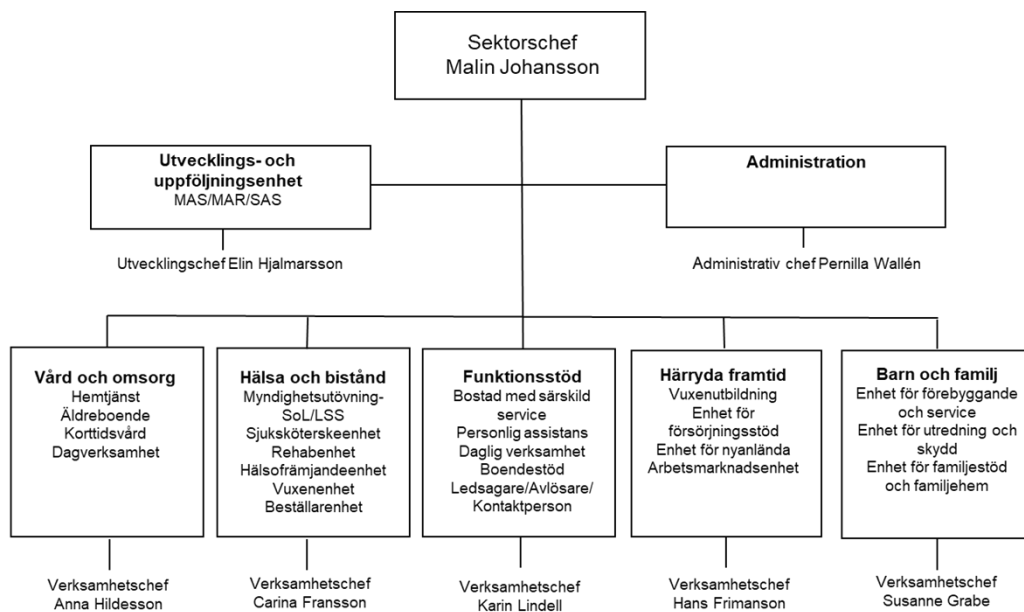 Sektorschef
Malin Johansson
Utvecklings- och
uppföljningsenhet
MAS/MAR/SAS
Utvecklingschef Elin Hjalmarsson
Administration
Administrativ chef Pernilla Wallén
Vård och omsorg
Hemtjänst
Äldreboende
Korttidsvård
Dagverksamhet
Verksamhetschef
Anna Hildesson
Hälsa och bistånd
Myndighetsutövning-
SoL/LSS
Sjuksköterskeenhet
Rehabenhet
Hälsofrämjandeenhet
Vuxenenhet
Beställarenhet
Verksamhetschef
Carina Fransson
Funktionsstöd
Bostad med särskild
service
Personlig assistans
Daglig verksamhet
Boendestöd
Ledsagare/Avlösare/
Kontaktperson
Verksamhetschef
Karin Lindell
Härryda framtid
Vuxenutbildning
Enhet för
försörjningsstöd
Enhet för nyanlända
Arbetsmarknadsenhet
Verksamhetschef
Hans Frimanson
Barn och familj
Enhet för förebyggande
och service
Enhet för utredning och
skydd
Enhet för familjestöd
och familjehem
Verksamhetschef
Susanne Grabe